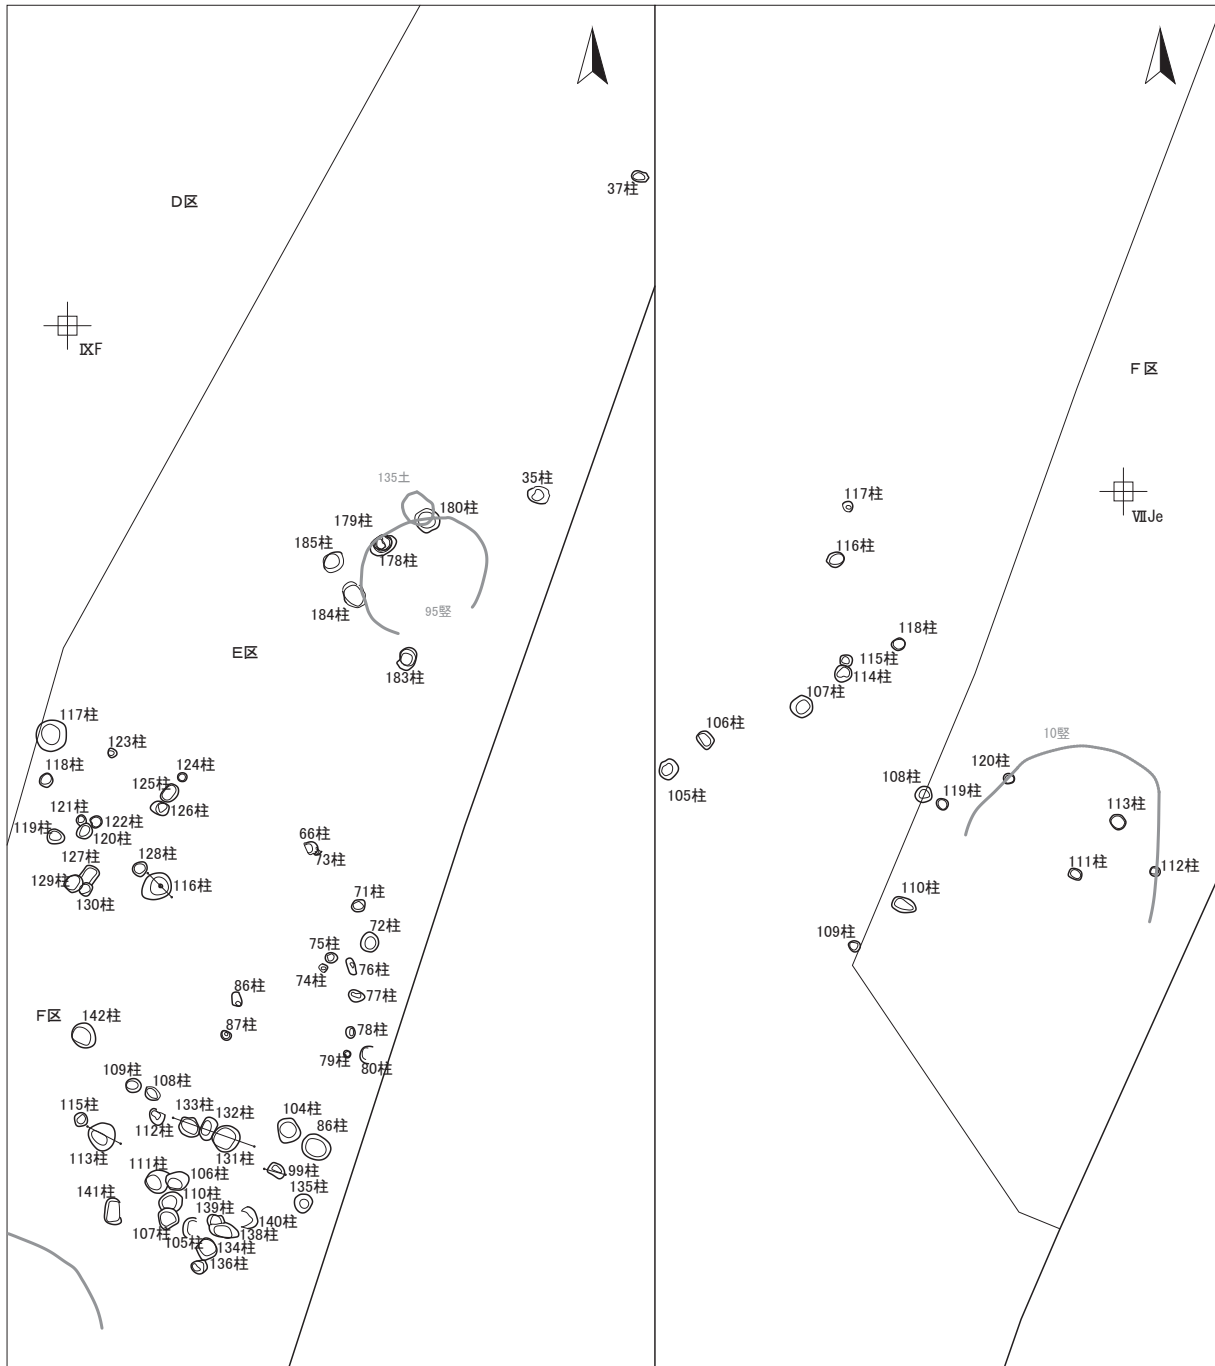 D区
37柱
ⅨF
135土
35柱
180柱
179柱
185柱
178柱
184柱
95竪
E区
183柱
117柱
123柱
118柱
124柱
125柱
121柱
122柱
126柱
119柱
120柱
127柱
128柱
129柱
116柱
130柱
66柱
73柱
71柱
72柱
75柱
74柱
76柱
86柱
77柱
F区
142柱
87柱
78柱
79柱
80柱
109柱
108柱
115柱
133柱
132柱
104柱
112柱
86柱
113柱
131柱
111柱
106柱
99柱
141柱
110柱
135柱
139柱
140柱
107柱
105柱
138柱
134柱
136柱
F区
117柱
ⅦJe
116柱
118柱
115柱
114柱
107柱
106柱
10竪
105柱
120柱
108柱
119柱
113柱
111柱
112柱
110柱
109柱